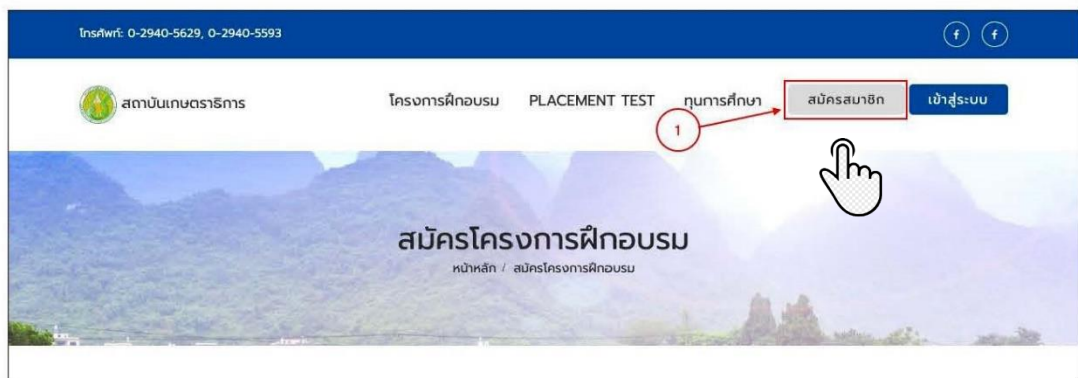 โทรศัพท์: 0-2940-5629, 0-2940-5593
สถาบันเกษตราธิการ
โครงการฝึกอบรม PLACEMENT TEST ทุนการศึกษา สมัครสมาชิก เข้าสู่ระบบ
1
สมัครโครงการฝึกอบรม
หน้าหลัก / สมัครโครงการฝึกอบรม